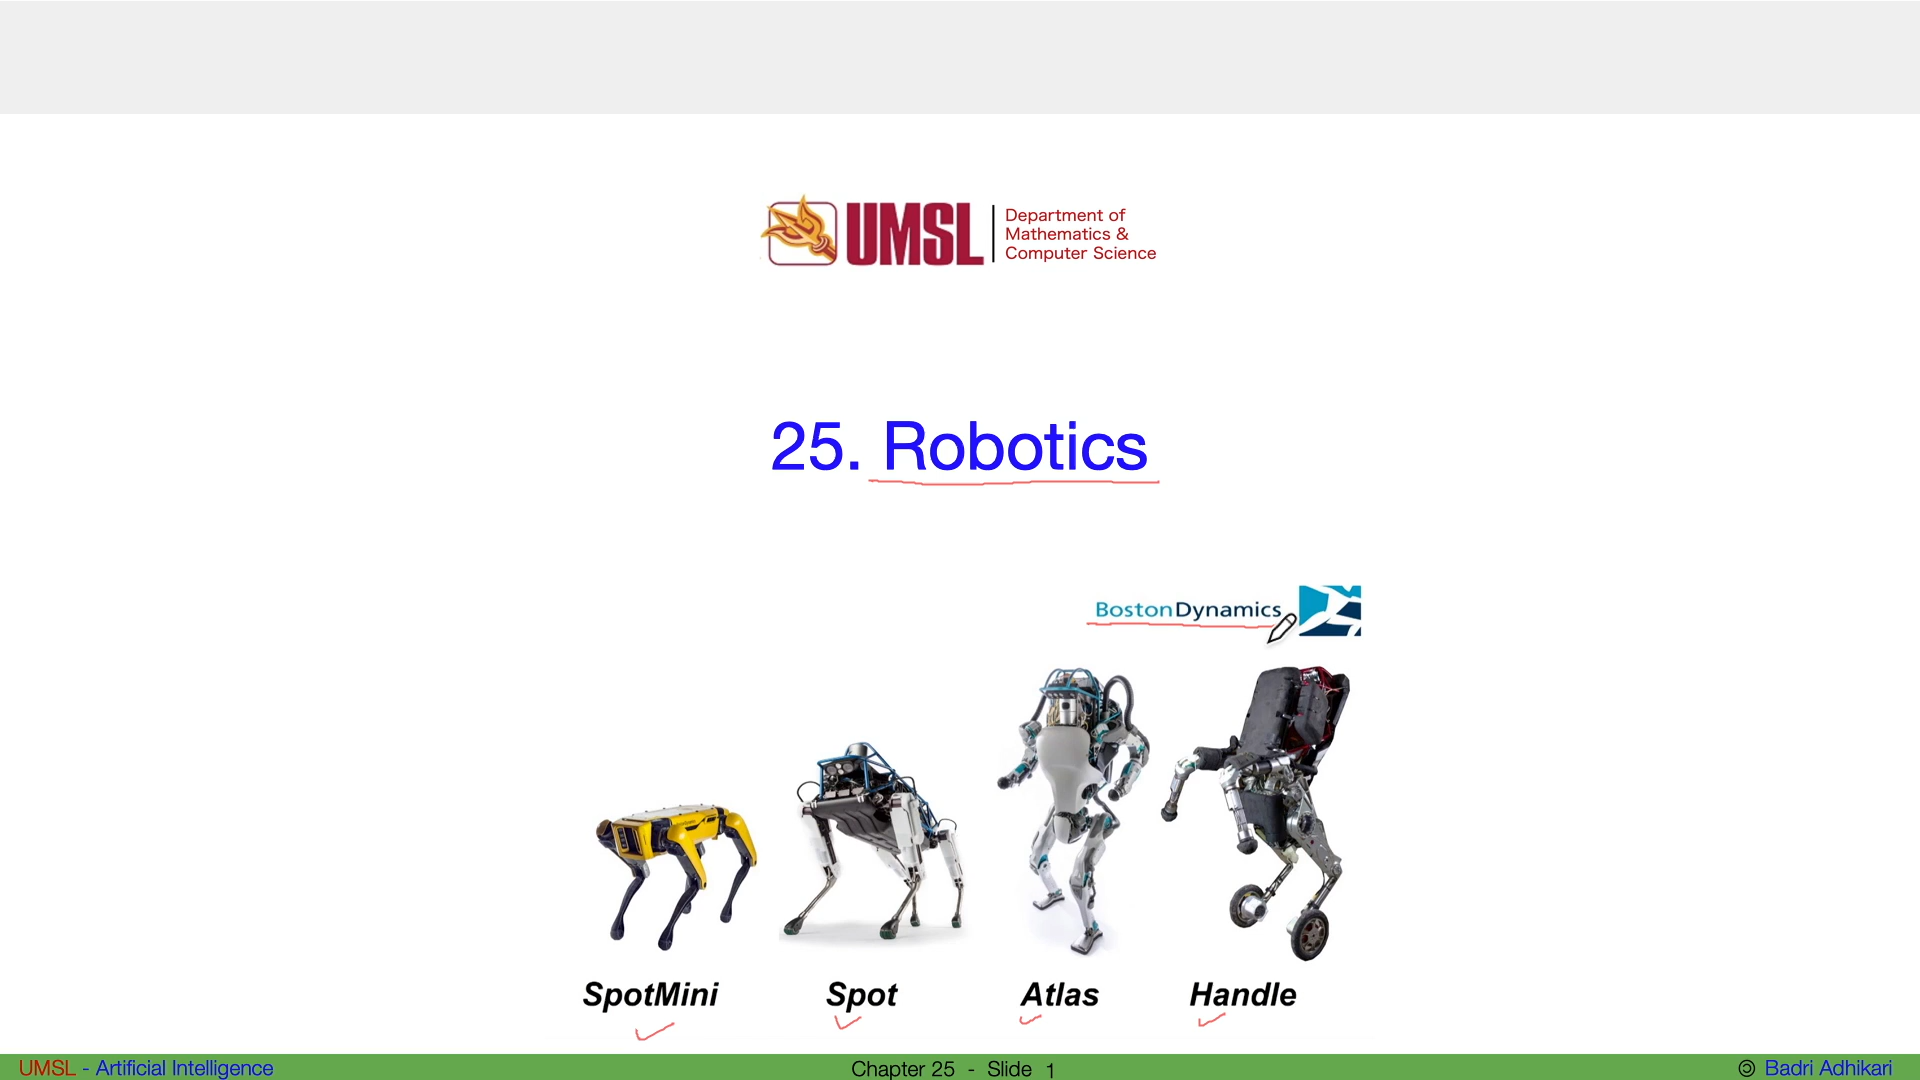 UMSL
Department of
Mathematics &
Computer Science
25. Robotics
BostonDynamics
SpotMini Spot Atlas Handle
UMSL - Artificial Intelligence Chapter 25 - Slide 1 🄯 Badri Adhikari